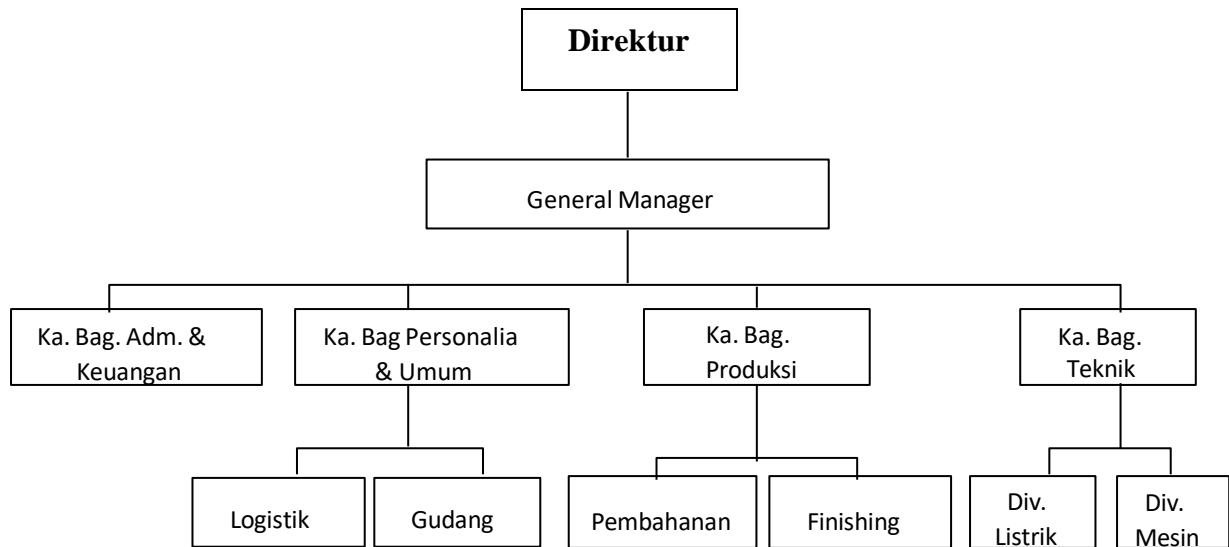 Direktur
General Manager
Ka. Bag. Adm. &
Keuangan
Ka. Bag Personalia
& Umum
Ka. Bag.
Produksi
Ka. Bag.
Teknik
Logistik
Gudang
Pembahanan
Finishing
Div.
Listrik
Div.
Mesin